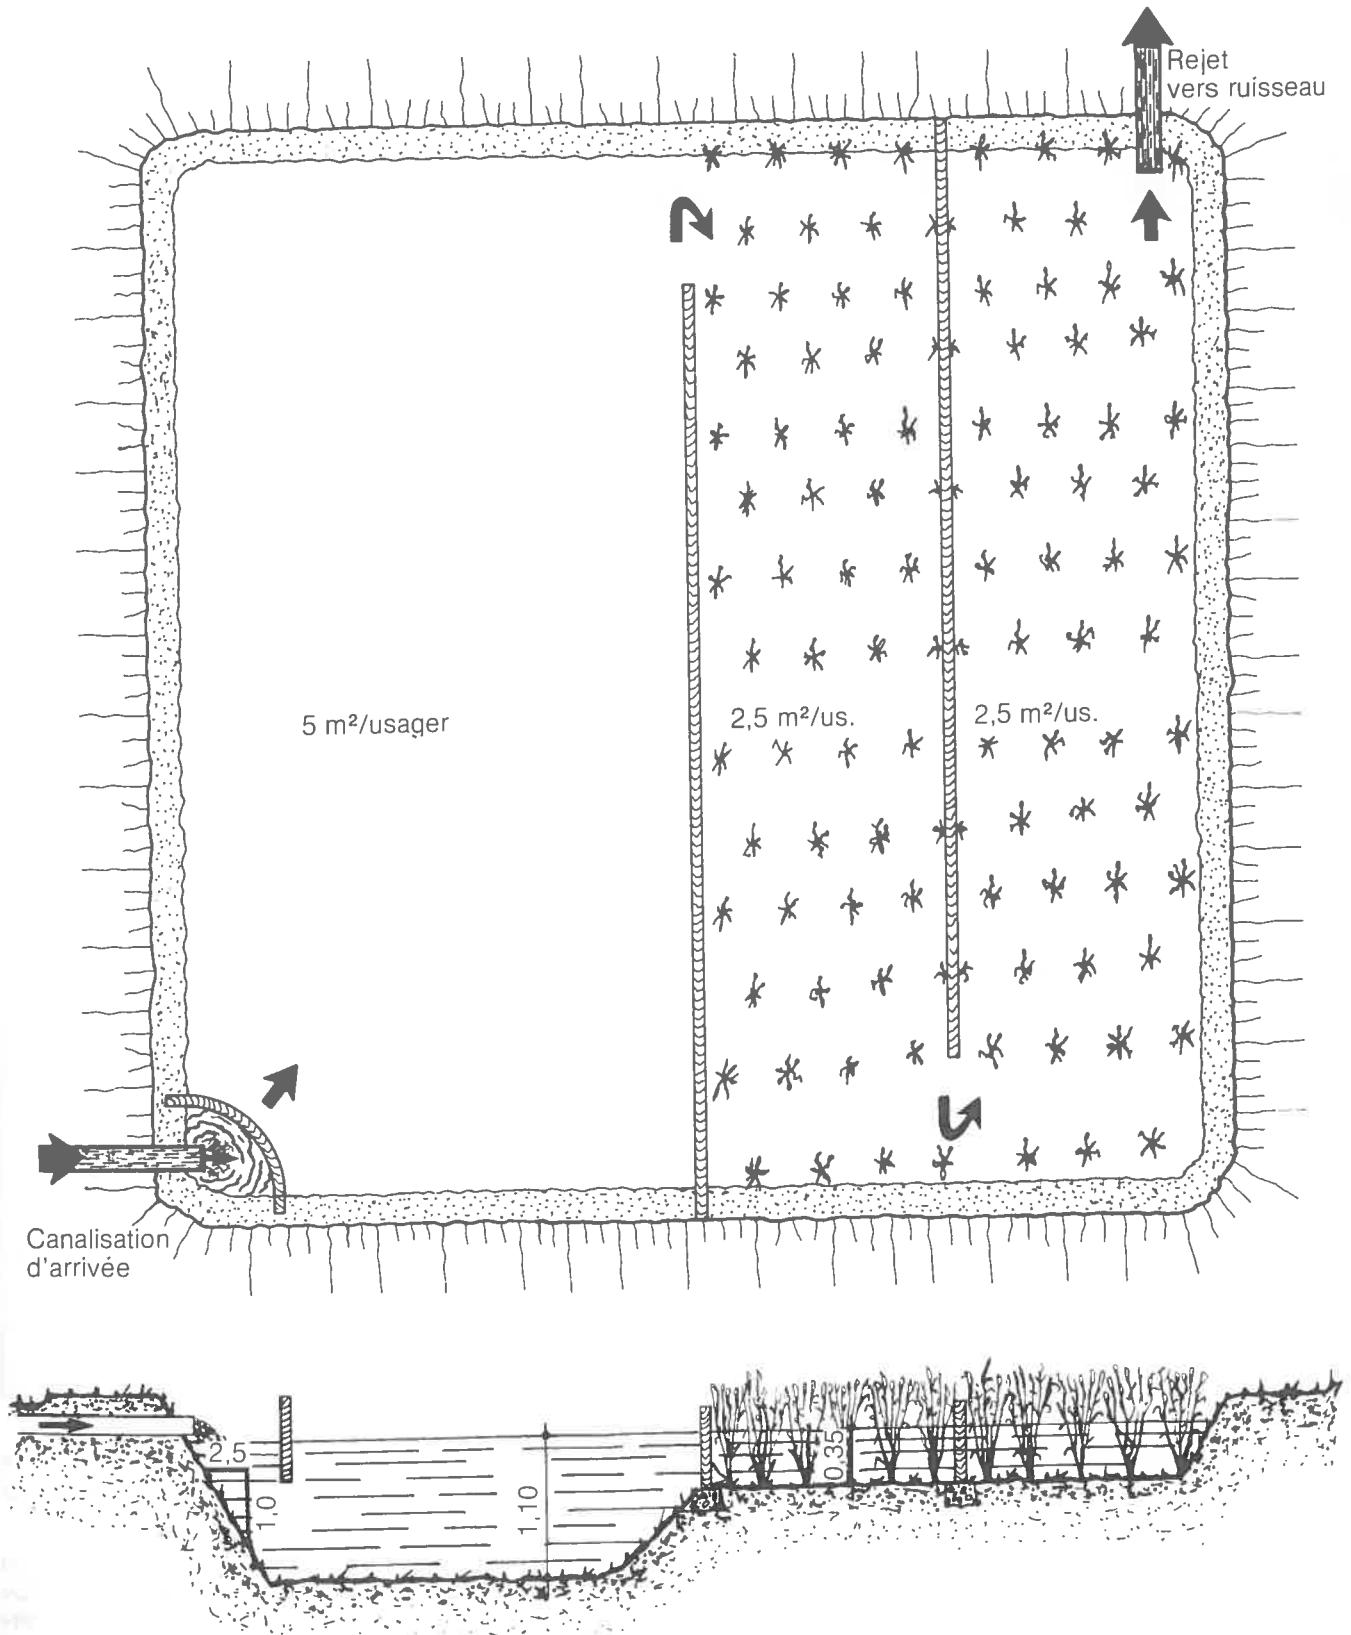 Rejet
vers ruisseau
5 m²/usager
2,5 m²/us.
2,5 m²/us.
Canalisation
d'arrivée
2,5
1,0
1,10
0,35